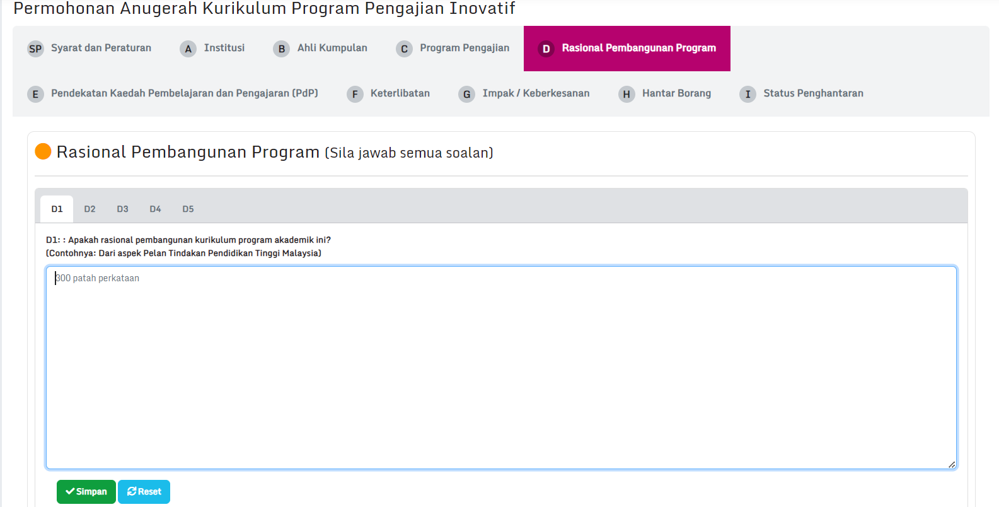 Permohonan Anugerah Kurikulum Program Pengajian Inovatif
SP Syarat dan Peraturan A Institusi B Ahli Kumpulan C Program Pengajian D Rasional Pembangunan Program
E Pendekatan Kaedah Pembelajaran dan Pengajaran (PdP) F Keterlibatan G Impak / Keberkesanan H Hantar Borang I Status Penghantaran
Rasional Pembangunan Program (Sila jawab semua soalan)
D1 D2 D3 D4 D5
D1: : Apakah rasional pembangunan kurikulum program akademik ini?
(Contohnya: Dari aspek Pelan Tindakan Pendidikan Tinggi Malaysia)
300 patah perkataan
Simpan Reset